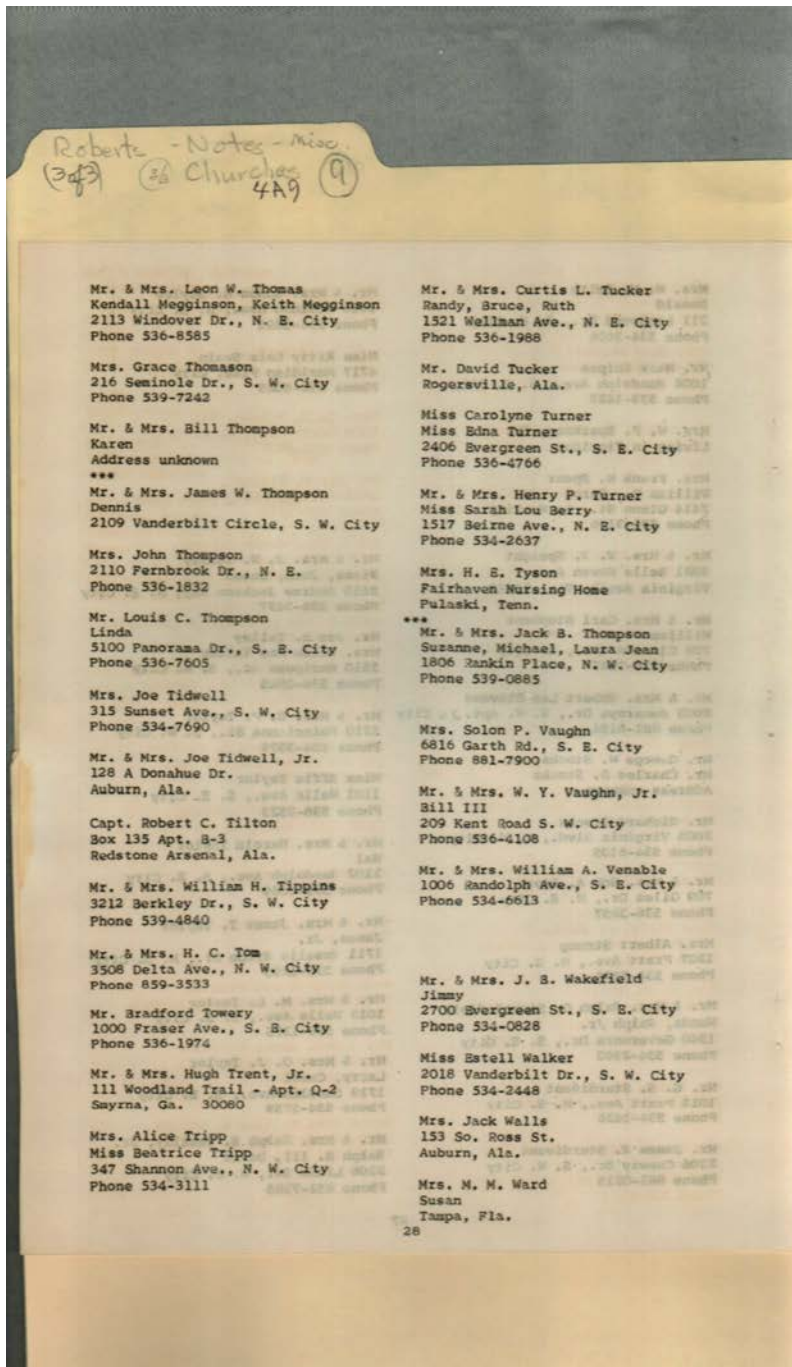 Roberts - Notes - Misc.
(3 of 3) Churches 9
4A9
Mr. & Mrs. Leon W. Thomas
Kendall Megginson, Keith Megginson
2113 Windover Dr., N. E. City
Phone 536-8585
Mrs. Grace Thomason
216 Seminole Dr., S. W. City
Phone 539-7242
Mr. & Mrs. Bill Thompson
Karen
Address unknown
***
Mr. & Mrs. James W. Thompson
Dennis
2109 Vanderbilt Circle, S. W. City
Mrs. John Thompson
2110 Fernbrook Dr., N. E.
Phone 536-1832
Mr. Louis C. Thompson
Linda
5100 Panorama Dr., S. E. City
Phone 536-7605
Mrs. Joe Tidwell
315 Sunset Ave., S. W. City
Phone 534-7690
Mr. & Mrs. Joe Tidwell, Jr.
128 A Donahue Dr.
Auburn, Ala.
Capt. Robert C. Tilton
Box 135 Apt. B-3
Redstone Arsenal, Ala.
Mr. & Mrs. William H. Tippins
3212 Berkley Dr., S. W. City
Phone 539-4840
Mr. & Mrs. H. C. Tom
3508 Delta Ave., N. W. City
Phone 859-3533
Mr. Bradford Towery
1000 Fraser Ave., S. E. City
Phone 536-1974
Mr. & Mrs. Hugh Trent, Jr.
111 Woodland Trail - Apt. Q-2
Smyrna, Ga. 30080
Mrs. Alice Tripp
Miss Beatrice Tripp
347 Shannon Ave., N. W. City
Phone 534-3111
Mr. & Mrs. Curtis L. Tucker
Randy, Bruce, Ruth
1521 Wellman Ave., N. E. City
Phone 536-1988
Mr. David Tucker
Rogersville, Ala.
Miss Carolyne Turner
Miss Edna Turner
2406 Evergreen St., S. E. City
Phone 536-4766
Mr. & Mrs. Henry P. Turner
Miss Sarah Lou Berry
1517 Beirne Ave., N. E. City
Phone 534-2637
Mrs. H. E. Tyson
Fairhaven Nursing Home
Pulaski, Tenn.
***
Mr. & Mrs. Jack B. Thompson
Suzanne, Michael, Laura Jean
1806 Rankin Place, N. W. City
Phone 539-0885
Mrs. Solon P. Vaughn
6816 Garth Rd., S. E. City
Phone 881-7900
Mr. & Mrs. W. Y. Vaughn, Jr.
Bill III
209 Kent Road S. W. City
Phone 536-4108
Mr. & Mrs. William A. Venable
1006 Randolph Ave., S. E. City
Phone 534-6613
Mr. & Mrs. J. B. Wakefield
Jimmy
2700 Evergreen St., S. E. City
Phone 534-0828
Miss Estell Walker
2018 Vanderbilt Dr., S. W. City
Phone 534-2448
Mrs. Jack Walls
153 So. Ross St.
Auburn, Ala.
Mrs. M. M. Ward
Susan
Tampa, Fla.
28